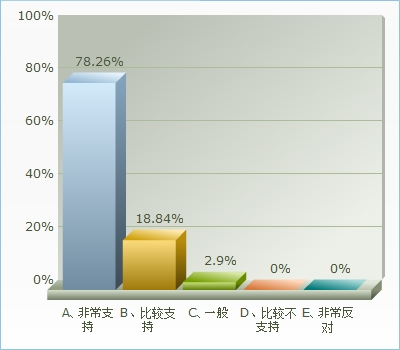 100%
80%
60%
40%
20%
0%
78.26%
18.84%
2.9%
0%
0%
A、非常支
持
B、比较支
持
C、一般
D、比较不
支持
E、非常反
对